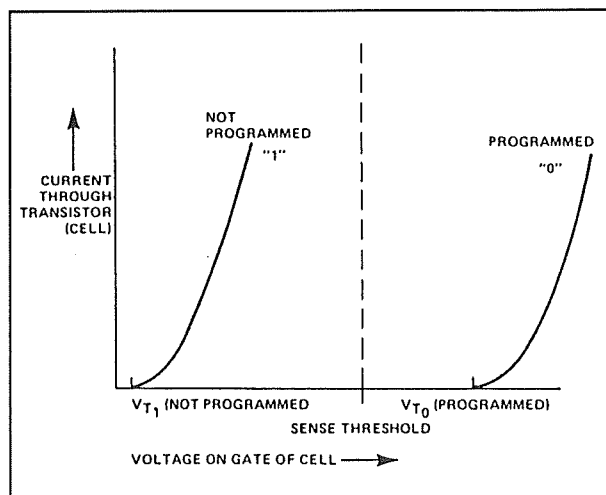 NOT
PROGRAMMED
"1"
PROGRAMMED
"0"
CURRENT
THROUGH
TRANSISTOR
(CELL)
VT1 (NOT PROGRAMMED
VT0 (PROGRAMMED)
SENSE THRESHOLD
VOLTAGE ON GATE OF CELL